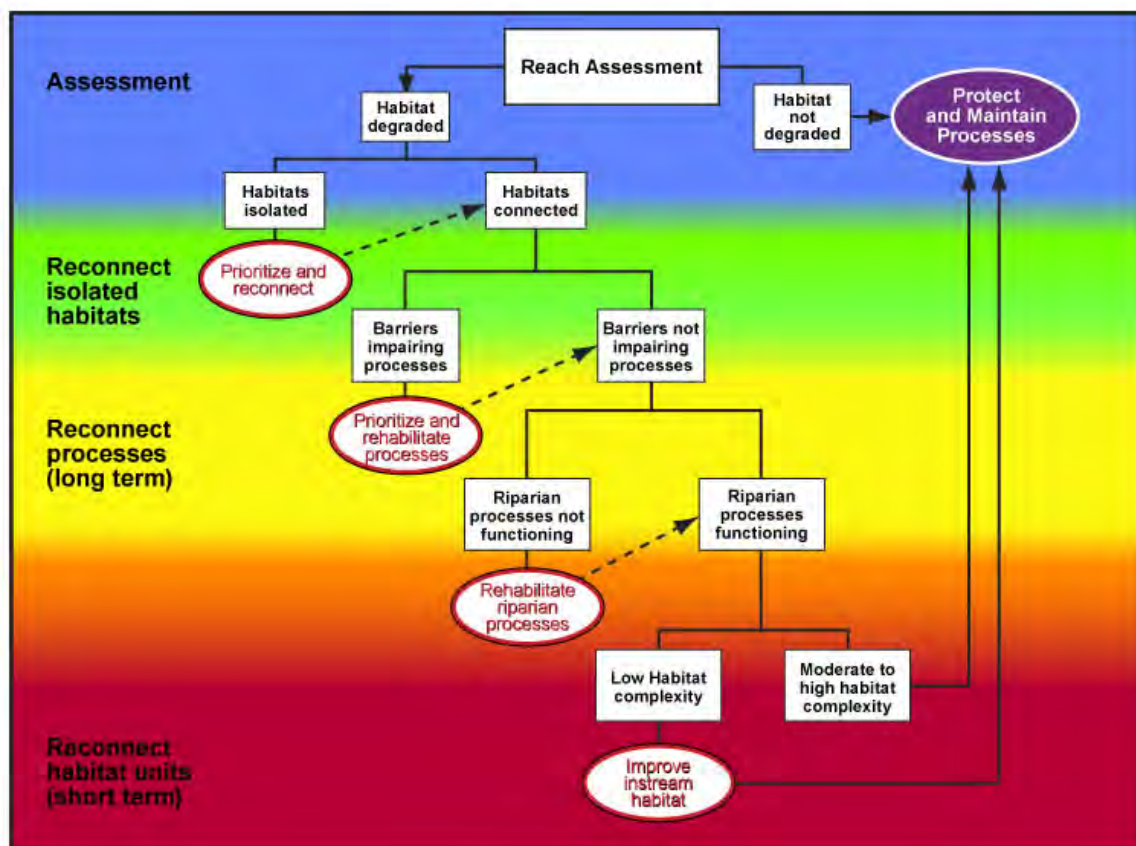 Assessment
Reach Assessment
Habitat
degraded
Habitat
not
degraded
Protect
and Maintain
Processes
Habitats
isolated
Habitats
connected
Reconnect
isolated
habitats
Prioritize and
reconnect
Barriers
impairing
processes
Barriers not
impairing
processes
Reconnect
processes
(long term)
Prioritize and
rehabilitate
processes
Riparian
processes not
functioning
Riparian
processes
functioning
Rehabilitate
riparian
processes
Low Habitat
complexity
Moderate to
high habitat
complexity
Raconnect
habitat units
(short term)
Improve
instream
habitat